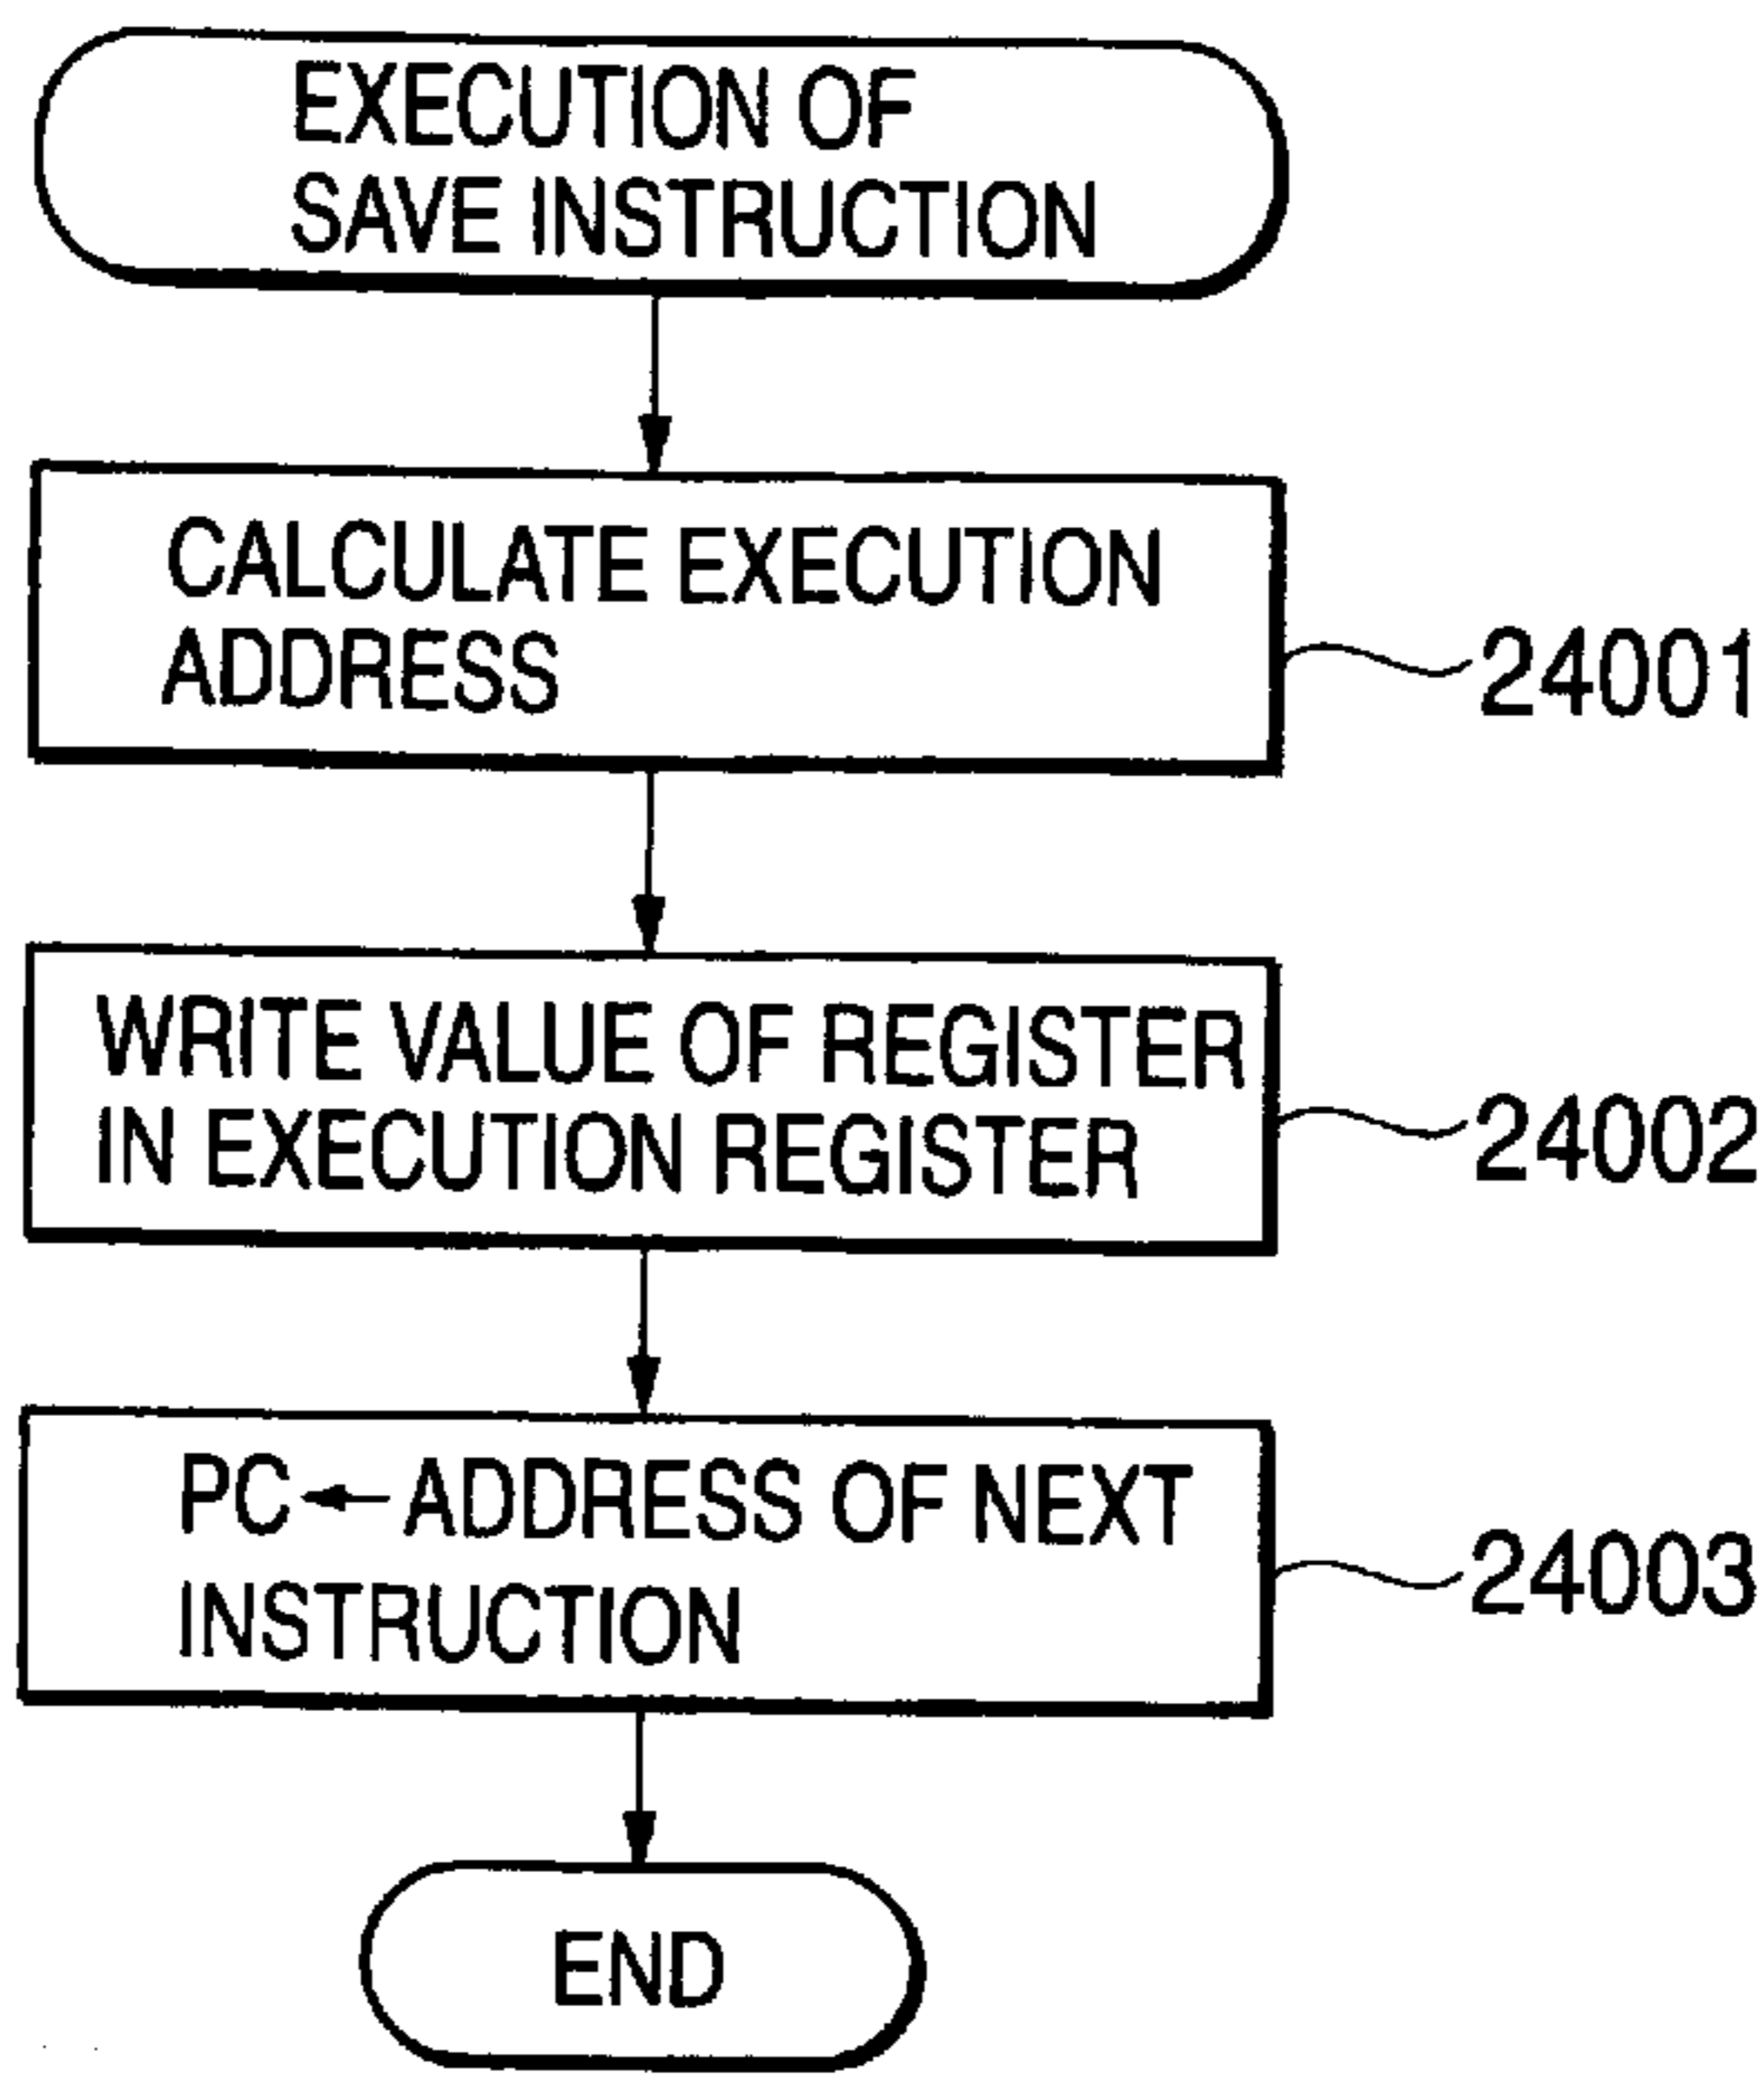 EXECUTION OF
SAVE INSTRUCTION
CALCULATE EXECUTION
ADDRESS
24001
WRITE VALUE OF REGISTER
IN EXECUTION REGISTER
24002
PC ← ADDRESS OF NEXT
INSTRUCTION
24003
END